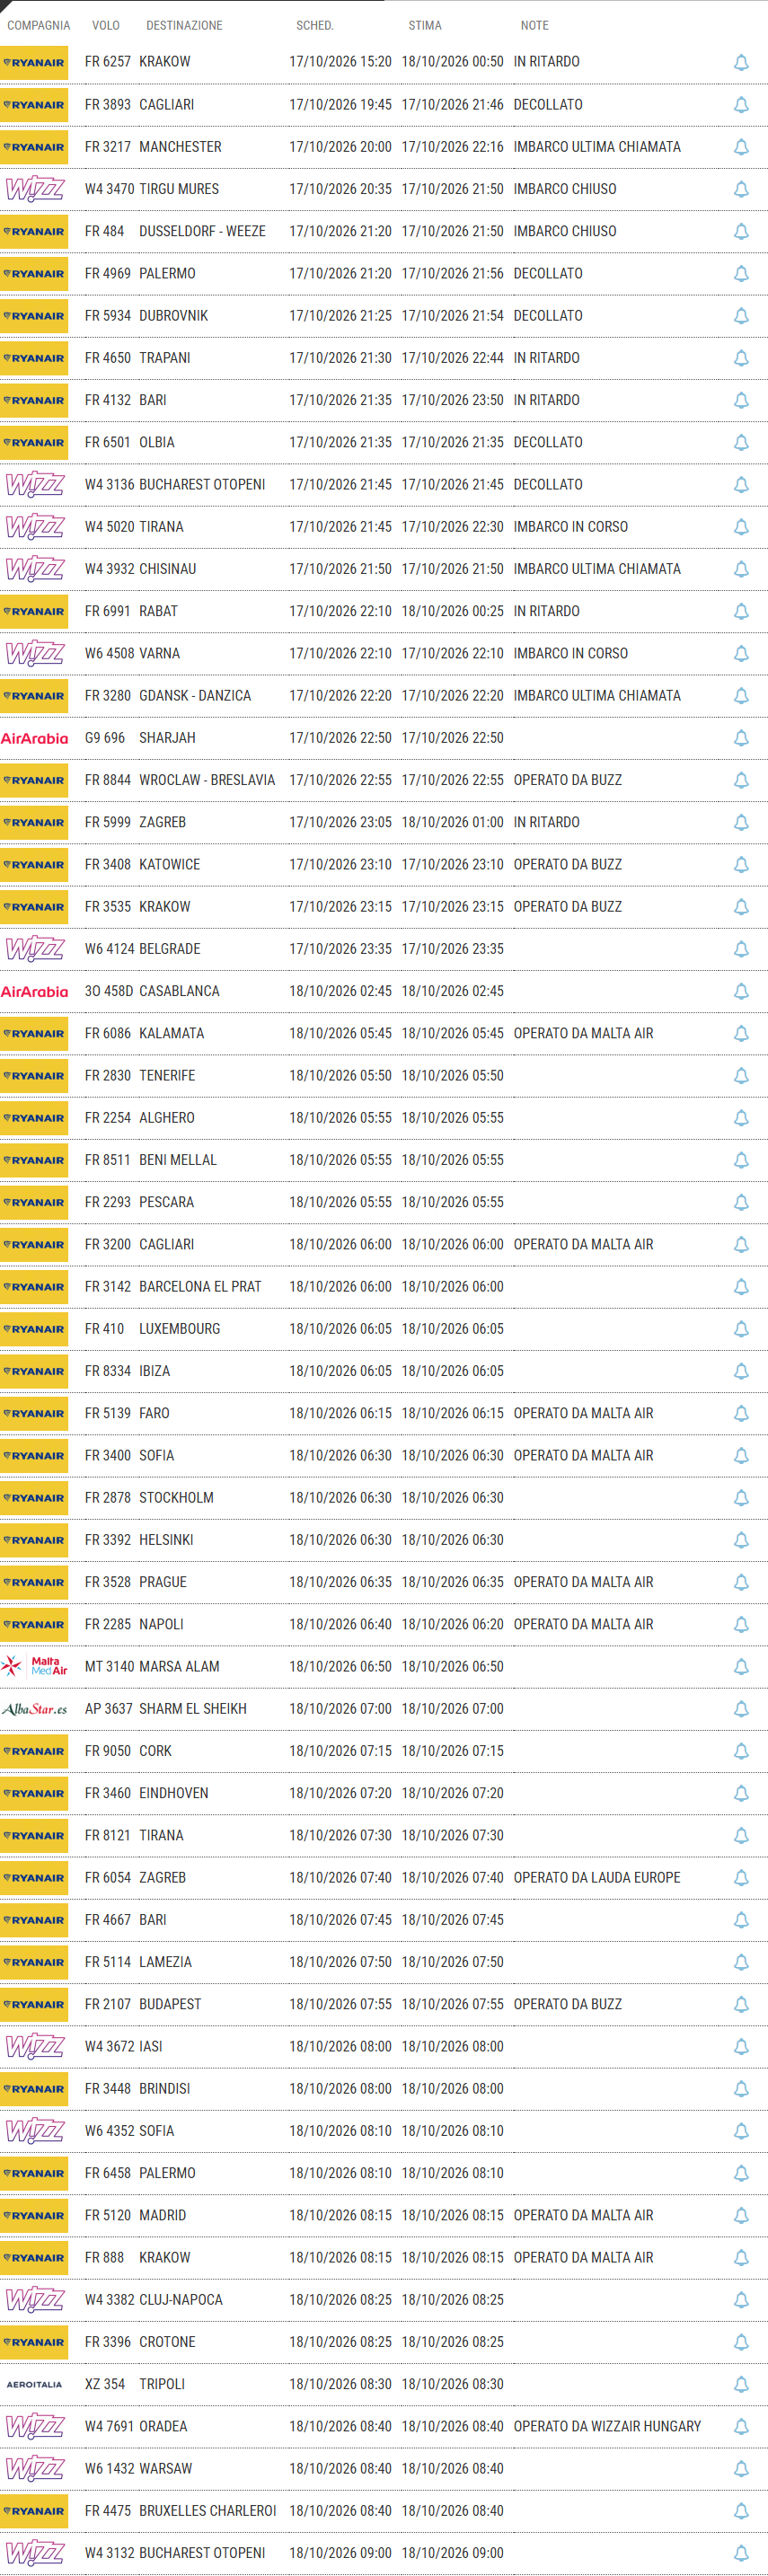 COMPAGNIA VOLO DESTINAZIONE SCHED. STIMA NOTE
RYANAIR FR 6257 KRAKOW 17/10/2026 15:20 18/10/2026 00:50 IN RITARDO
RYANAIR FR 3893 CAGLIARI 17/10/2026 19:45 17/10/2026 21:46 DECOLLATO
RYANAIR FR 3217 MANCHESTER 17/10/2026 20:00 17/10/2026 22:16 IMBARCO ULTIMA CHIAMATA
WIZZ W4 3470 TIRGU MURES 17/10/2026 20:35 17/10/2026 21:50 IMBARCO CHIUSO
RYANAIR FR 484 DUSSELDORF - WEEZE 17/10/2026 21:20 17/10/2026 21:50 IMBARCO CHIUSO
RYANAIR FR 4969 PALERMO 17/10/2026 21:20 17/10/2026 21:56 DECOLLATO
RYANAIR FR 5934 DUBROVNIK 17/10/2026 21:25 17/10/2026 21:54 DECOLLATO
RYANAIR FR 4650 TRAPANI 17/10/2026 21:30 17/10/2026 22:44 IN RITARDO
RYANAIR FR 4132 BARI 17/10/2026 21:35 17/10/2026 23:50 IN RITARDO
RYANAIR FR 6501 OLBIA 17/10/2026 21:35 17/10/2026 21:35 DECOLLATO
WIZZ W4 3136 BUCHAREST OTOPENI 17/10/2026 21:45 17/10/2026 21:45 DECOLLATO
WIZZ W4 5020 TIRANA 17/10/2026 21:45 17/10/2026 22:30 IMBARCO IN CORSO
WIZZ W4 3932 CHISINAU 17/10/2026 21:50 17/10/2026 21:50 IMBARCO ULTIMA CHIAMATA
RYANAIR FR 6991 RABAT 17/10/2026 22:10 18/10/2026 00:25 IN RITARDO
WIZZ W6 4508 VARNA 17/10/2026 22:10 17/10/2026 22:10 IMBARCO IN CORSO
RYANAIR FR 3280 GDANSK - DANZICA 17/10/2026 22:20 17/10/2026 22:20 IMBARCO ULTIMA CHIAMATA
AirArabia G9 696 SHARJAH 17/10/2026 22:50 17/10/2026 22:50
RYANAIR FR 8844 WROCLAW - BRESLAVIA 17/10/2026 22:55 17/10/2026 22:55 OPERATO DA BUZZ
RYANAIR FR 5999 ZAGREB 17/10/2026 23:05 18/10/2026 01:00 IN RITARDO
RYANAIR FR 3408 KATOWICE 17/10/2026 23:10 17/10/2026 23:10 OPERATO DA BUZZ
RYANAIR FR 3535 KRAKOW 17/10/2026 23:15 17/10/2026 23:15 OPERATO DA BUZZ
WIZZ W6 4124 BELGRADE 17/10/2026 23:35 17/10/2026 23:35
AirArabia 3O 458D CASABLANCA 18/10/2026 02:45 18/10/2026 02:45
RYANAIR FR 6086 KALAMATA 18/10/2026 05:45 18/10/2026 05:45 OPERATO DA MALTA AIR
RYANAIR FR 2830 TENERIFE 18/10/2026 05:50 18/10/2026 05:50
RYANAIR FR 2254 ALGHERO 18/10/2026 05:55 18/10/2026 05:55
RYANAIR FR 8511 BENI MELLAL 18/10/2026 05:55 18/10/2026 05:55
RYANAIR FR 2293 PESCARA 18/10/2026 05:55 18/10/2026 05:55
RYANAIR FR 3200 CAGLIARI 18/10/2026 06:00 18/10/2026 06:00 OPERATO DA MALTA AIR
RYANAIR FR 3142 BARCELONA EL PRAT 18/10/2026 06:00 18/10/2026 06:00
RYANAIR FR 410 LUXEMBOURG 18/10/2026 06:05 18/10/2026 06:05
RYANAIR FR 8334 IBIZA 18/10/2026 06:05 18/10/2026 06:05
RYANAIR FR 5139 FARO 18/10/2026 06:15 18/10/2026 06:15 OPERATO DA MALTA AIR
RYANAIR FR 3400 SOFIA 18/10/2026 06:30 18/10/2026 06:30 OPERATO DA MALTA AIR
RYANAIR FR 2878 STOCKHOLM 18/10/2026 06:30 18/10/2026 06:30
RYANAIR FR 3392 HELSINKI 18/10/2026 06:30 18/10/2026 06:30
RYANAIR FR 3528 PRAGUE 18/10/2026 06:35 18/10/2026 06:35 OPERATO DA MALTA AIR
RYANAIR FR 2285 NAPOLI 18/10/2026 06:40 18/10/2026 06:20 OPERATO DA MALTA AIR
Malta MedAir MT 3140 MARSA ALAM 18/10/2026 06:50 18/10/2026 06:50
AlbaStar.es AP 3637 SHARM EL SHEIKH 18/10/2026 07:00 18/10/2026 07:00
RYANAIR FR 9050 CORK 18/10/2026 07:15 18/10/2026 07:15
RYANAIR FR 3460 EINDHOVEN 18/10/2026 07:20 18/10/2026 07:20
RYANAIR FR 8121 TIRANA 18/10/2026 07:30 18/10/2026 07:30
RYANAIR FR 6054 ZAGREB 18/10/2026 07:40 18/10/2026 07:40 OPERATO DA LAUDA EUROPE
RYANAIR FR 4667 BARI 18/10/2026 07:45 18/10/2026 07:45
RYANAIR FR 5114 LAMEZIA 18/10/2026 07:50 18/10/2026 07:50
RYANAIR FR 2107 BUDAPEST 18/10/2026 07:55 18/10/2026 07:55 OPERATO DA BUZZ
WIZZ W4 3672 IASI 18/10/2026 08:00 18/10/2026 08:00
RYANAIR FR 3448 BRINDISI 18/10/2026 08:00 18/10/2026 08:00
WIZZ W6 4352 SOFIA 18/10/2026 08:10 18/10/2026 08:10
RYANAIR FR 6458 PALERMO 18/10/2026 08:10 18/10/2026 08:10
RYANAIR FR 5120 MADRID 18/10/2026 08:15 18/10/2026 08:15 OPERATO DA MALTA AIR
RYANAIR FR 888 KRAKOW 18/10/2026 08:15 18/10/2026 08:15 OPERATO DA MALTA AIR
WIZZ W4 3382 CLUJ-NAPOCA 18/10/2026 08:25 18/10/2026 08:25
RYANAIR FR 3396 CROTONE 18/10/2026 08:25 18/10/2026 08:25
AEROITALIA XZ 354 TRIPOLI 18/10/2026 08:30 18/10/2026 08:30
WIZZ W4 7691 ORADEA 18/10/2026 08:40 18/10/2026 08:40 OPERATO DA WIZZAIR HUNGARY
WIZZ W6 1432 WARSAW 18/10/2026 08:40 18/10/2026 08:40
RYANAIR FR 4475 BRUXELLES CHARLEROI 18/10/2026 08:40 18/10/2026 08:40
WIZZ W4 3132 BUCHAREST OTOPENI 18/10/2026 09:00 18/10/2026 09:00